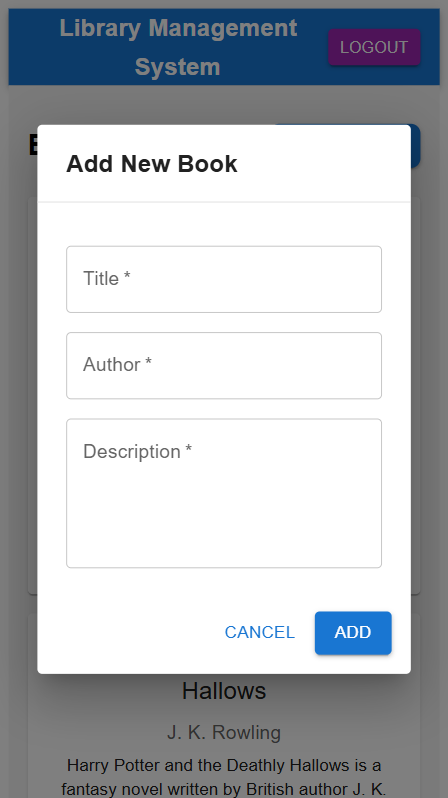 Library Management
System
LOGOUT
Add New Book
Title *
Author *
Description *
CANCEL
ADD
Hallows
J. K. Rowling
Harry Potter and the Deathly Hallows is a
fantasy novel written by British author J. K.